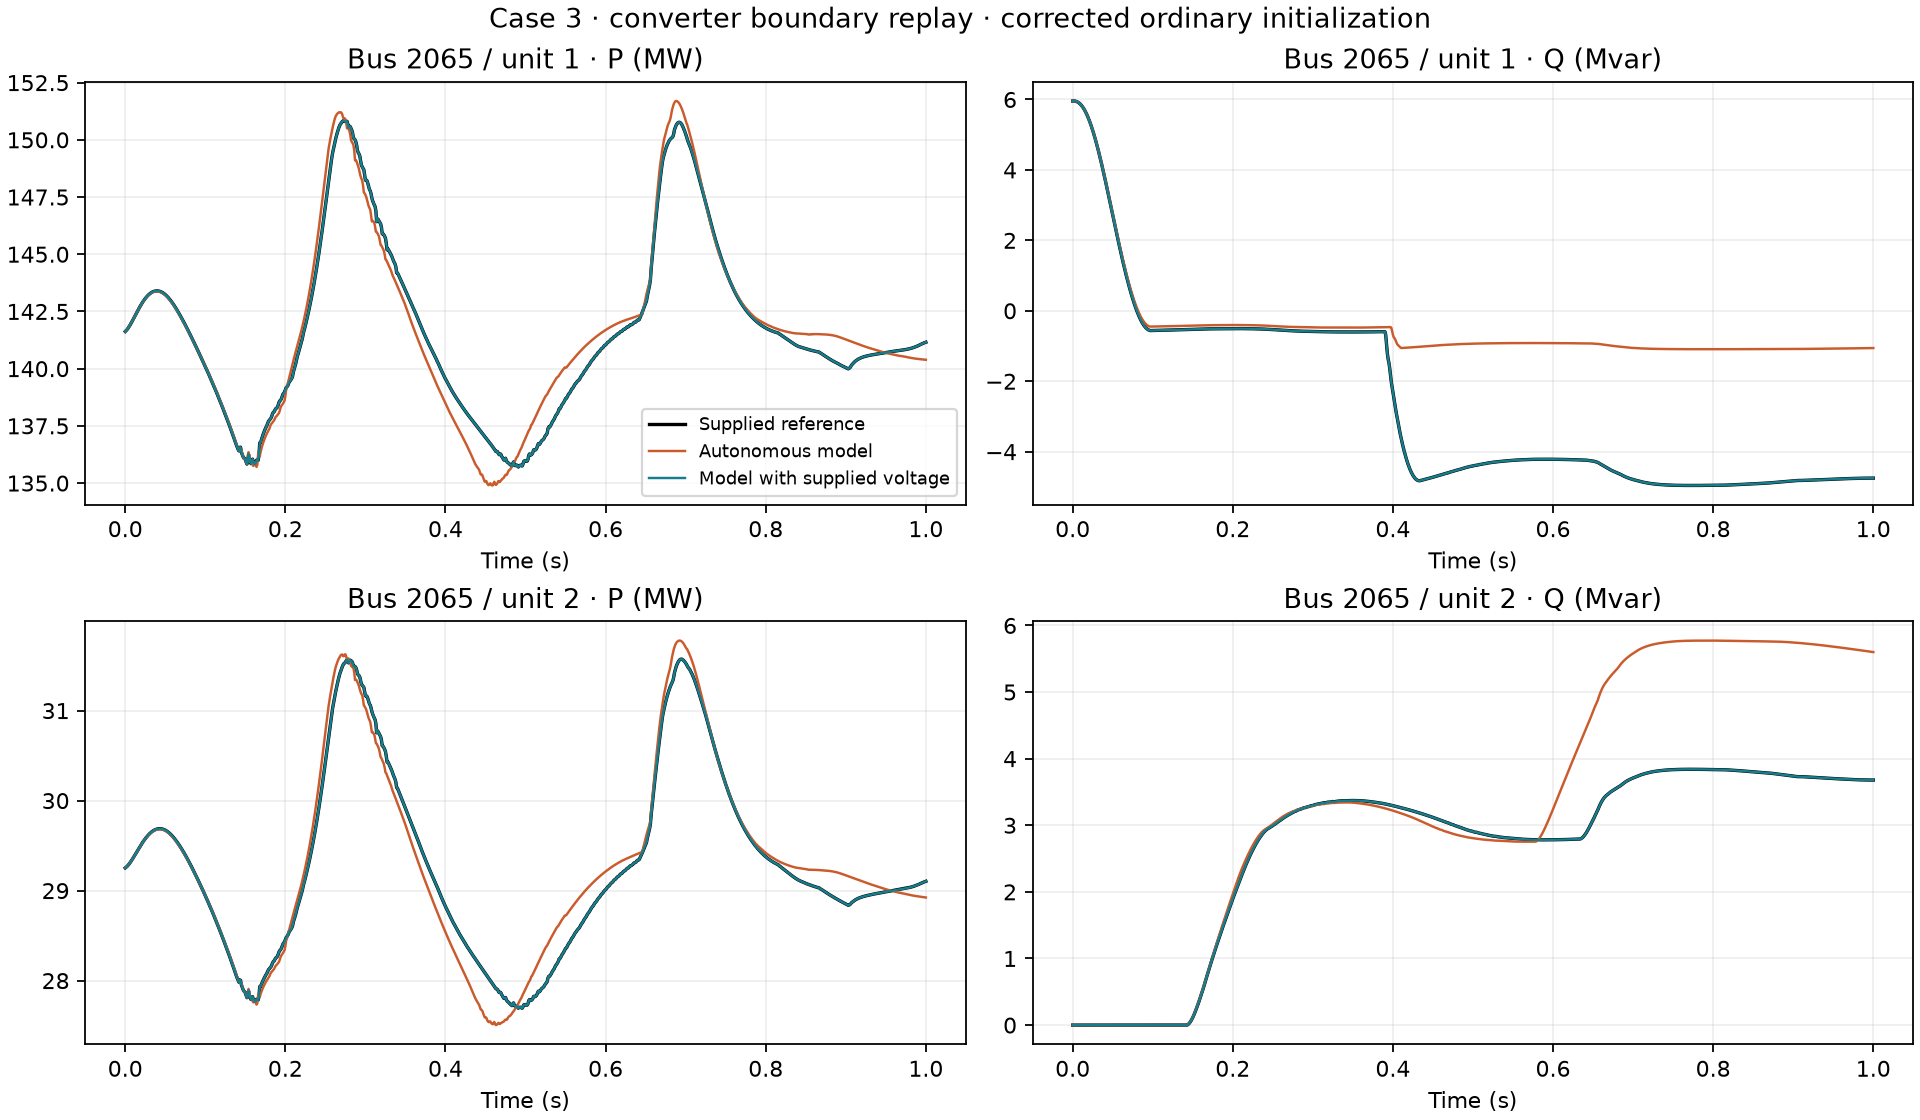 Case 3 · converter boundary replay · corrected ordinary initialization
Bus 2065 / unit 1 · P (MW)
152.5
150.0
147.5
145.0
142.5
140.0
137.5
135.0
0.0 0.2 0.4 0.6 0.8 1.0
Time (s)
Supplied reference
Autonomous model
Model with supplied voltage
Bus 2065 / unit 1 · Q (Mvar)
6
4
2
0
−2
−4
0.0 0.2 0.4 0.6 0.8 1.0
Time (s)
Bus 2065 / unit 2 · P (MW)
31
30
29
28
0.0 0.2 0.4 0.6 0.8 1.0
Time (s)
Bus 2065 / unit 2 · Q (Mvar)
6
5
4
3
2
1
0
0.0 0.2 0.4 0.6 0.8 1.0
Time (s)